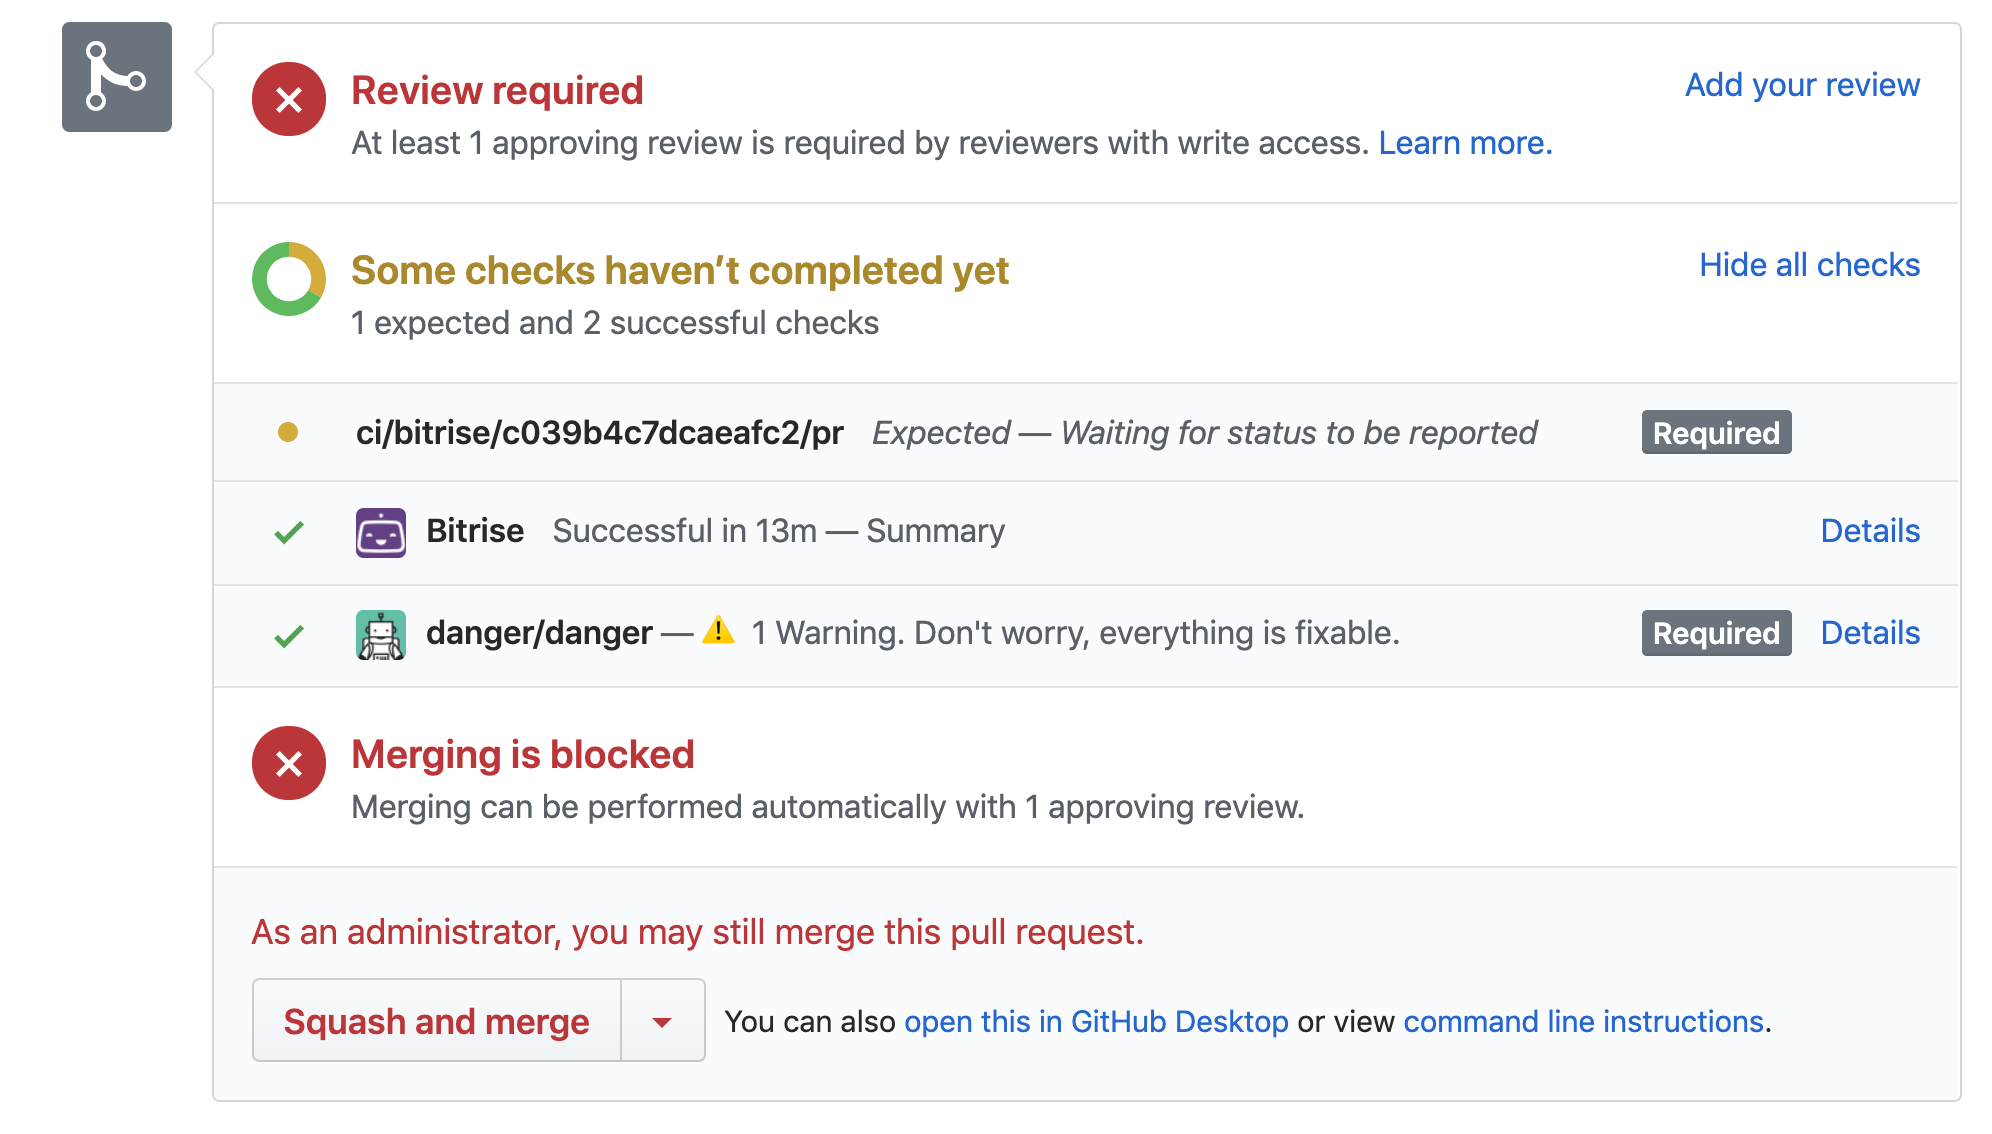 Review required
Add your review
At least 1 approving review is required by reviewers with write access. Learn more.
Some checks haven’t completed yet
Hide all checks
1 expected and 2 successful checks
ci/bitrise/c039b4c7dcaeafc2/pr Expected — Waiting for status to be reported Required
Bitrise Successful in 13m — Summary Details
danger/danger — ⚠️ 1 Warning. Don't worry, everything is fixable. Required Details
Merging is blocked
Merging can be performed automatically with 1 approving review.
As an administrator, you may still merge this pull request.
Squash and merge You can also open this in GitHub Desktop or view command line instructions.